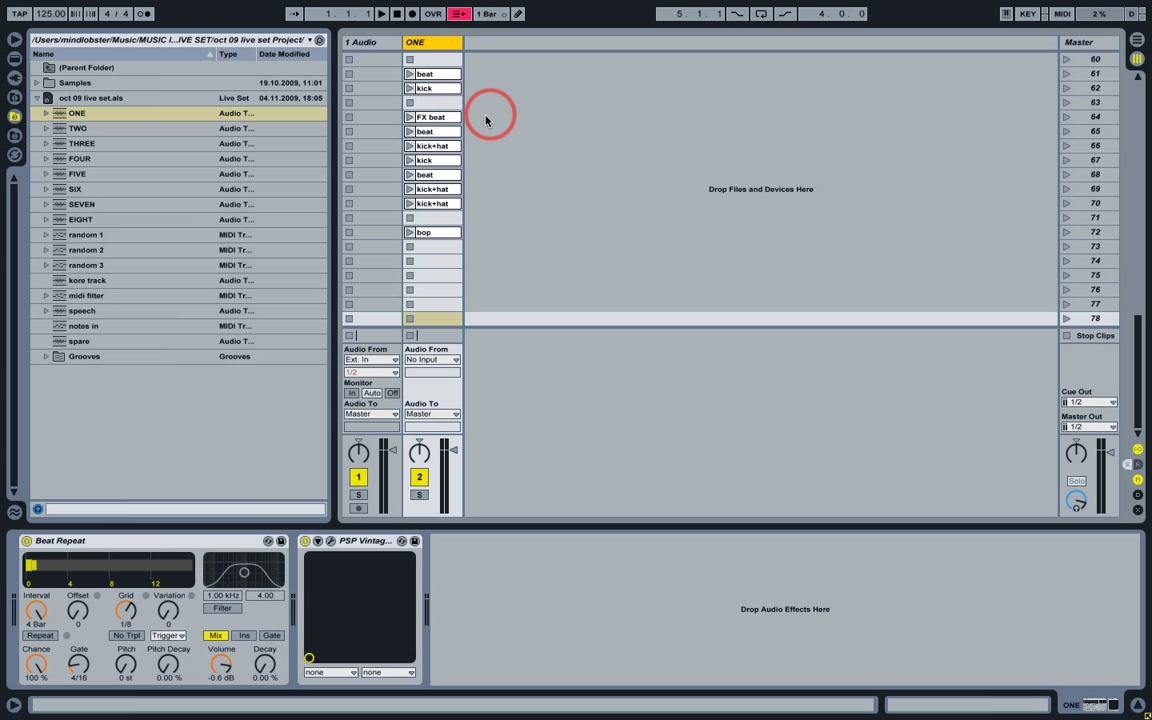 TAP 125.00 4 / 4 1. 1. 1 OVR 1 Bar 5. 1. 1 4. 0. 0 KEY MIDI 2 % D
/Users/mindlobster/Music/MUSIC I...IVE SET/oct 09 live set Project/
Name Type Date Modified
(Parent Folder)
Samples 19.10.2009, 11:01
oct 09 live set.als Live Set 04.11.2009, 18:05
ONE Audio T...
TWO Audio T...
THREE Audio T...
FOUR Audio T...
FIVE Audio T...
SIX Audio T...
SEVEN Audio T...
EIGHT Audio T...
random 1 MIDI Tr...
random 2 MIDI Tr...
random 3 MIDI Tr...
kore track Audio T...
midi filter MIDI Tr...
speech Audio T...
notes in MIDI Tr...
spare Audio T...
Grooves Grooves
1 Audio ONE Master
60
beat 61
kick 62
63
FX beat 64
beat 65
kick+hat 66
kick 67
beat 68
kick+hat 69
kick+hat 70
71
bop 72
73
74
75
76
77
78
Drop Files and Devices Here
Stop Clips
Audio From Audio From
Ext. In No Input
1/2
Monitor
In Auto Off
Audio To Audio To
Master Master
Cue Out
1/2
Master Out
1/2
1 2
S S Solo
S R
D
X
Beat Repeat
0 4 8 12
Interval Offset Grid Variation
4 Bar 0 1/8 0
1.00 kHz 4.00
Filter
Repeat No Trpl Trigger Mix Ins Gate
Chance Gate Pitch Pitch Decay Volume Decay
100 % 4/16 0 st 0.00 % -0.6 dB 0.00 %
PSP Vintag...
none none
Drop Audio Effects Here
ONE
K